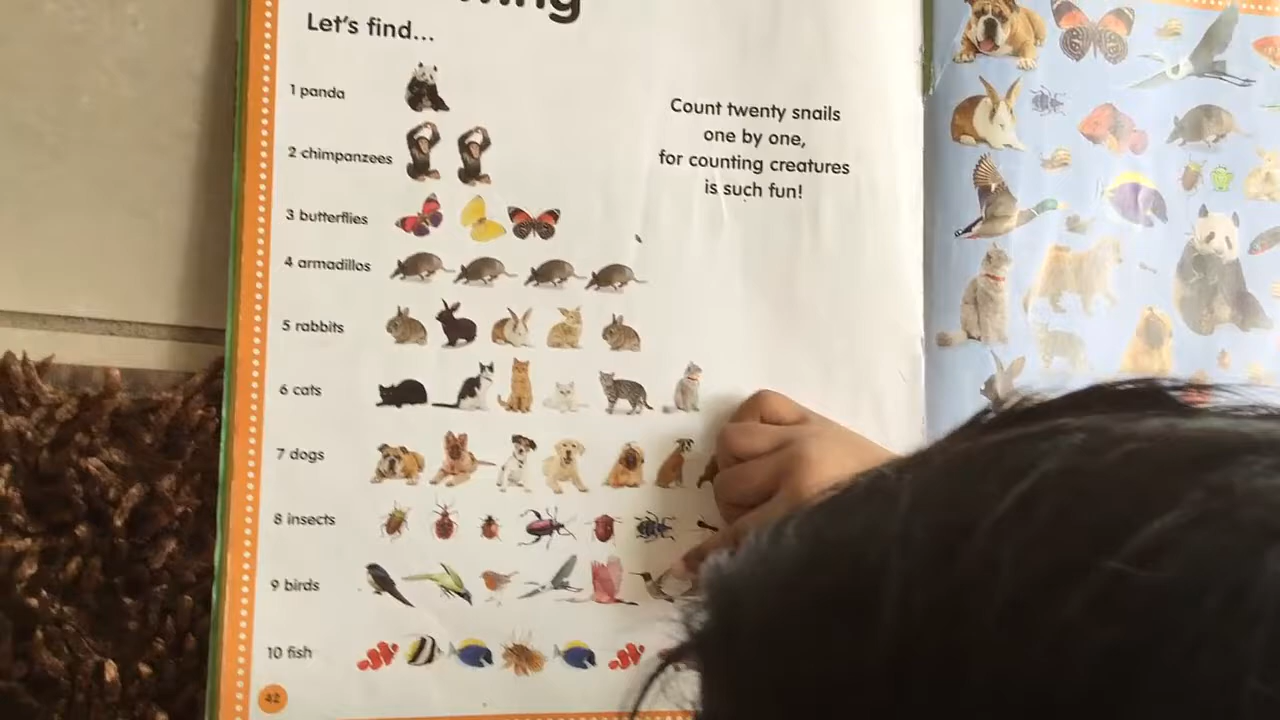 Let's find...
1 panda
2 chimpanzees
3 butterflies
4 armadillos
5 rabbits
6 cats
7 dogs
8 insects
9 birds
10 fish
Count twenty snails
one by one,
for counting creatures
is such fun!
42